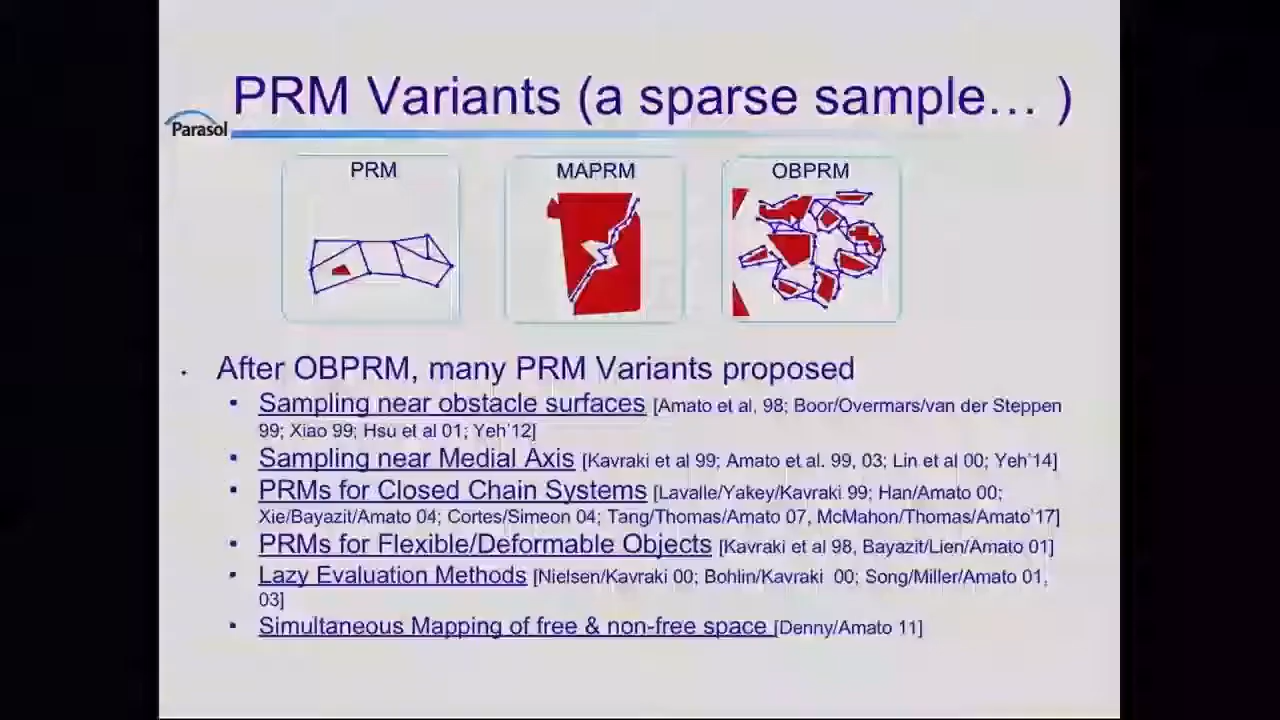 PRM Variants (a sparse sample… )
Parasol
PRM
MAPRM
OBPRM
• After OBPRM, many PRM Variants proposed
• Sampling near obstacle surfaces [Amato et al, 98; Boor/Overmars/van der Steppen
99; Xiao 99; Hsu et al 01; Yeh'12]
• Sampling near Medial Axis [Kavraki et al 99; Amato et al. 99, 03; Lin et al 00; Yeh'14]
• PRMs for Closed Chain Systems [Lavalle/Yakey/Kavraki 99; Han/Amato 00;
Xie/Bayazit/Amato 04; Cortes/Simeon 04; Tang/Thomas/Amato 07, McMahon/Thomas/Amato'17]
• PRMs for Flexible/Deformable Objects [Kavraki et al 98, Bayazit/Lien/Amato 01]
• Lazy Evaluation Methods [Nielsen/Kavraki 00; Bohlin/Kavraki 00; Song/Miller/Amato 01,
03]
• Simultaneous Mapping of free & non-free space [Denny/Amato 11]